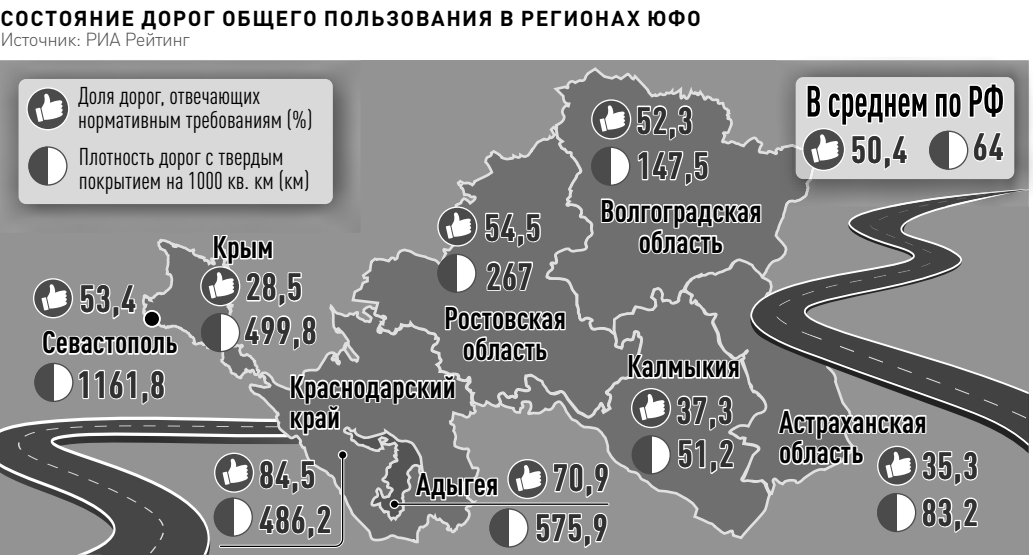 СОСТОЯНИЕ ДОРОГ ОБЩЕГО ПОЛЬЗОВАНИЯ В РЕГИОНАХ ЮФО
Источник: РИА Рейтинг
Доля дорог, отвечающих
нормативным требованиям (%)
Плотность дорог с твердым
покрытием на 1000 кв. км (км)
В среднем по РФ
50,4 64
52,3
147,5
Волгоградская
область
54,5
267
Ростовская
область
Крым
28,5
499,8
53,4
Севастополь
1161,8
Краснодарский
край
84,5
486,2
Адыгея 70,9
575,9
Калмыкия
37,3
51,2
Астраханская
область
35,3
83,2